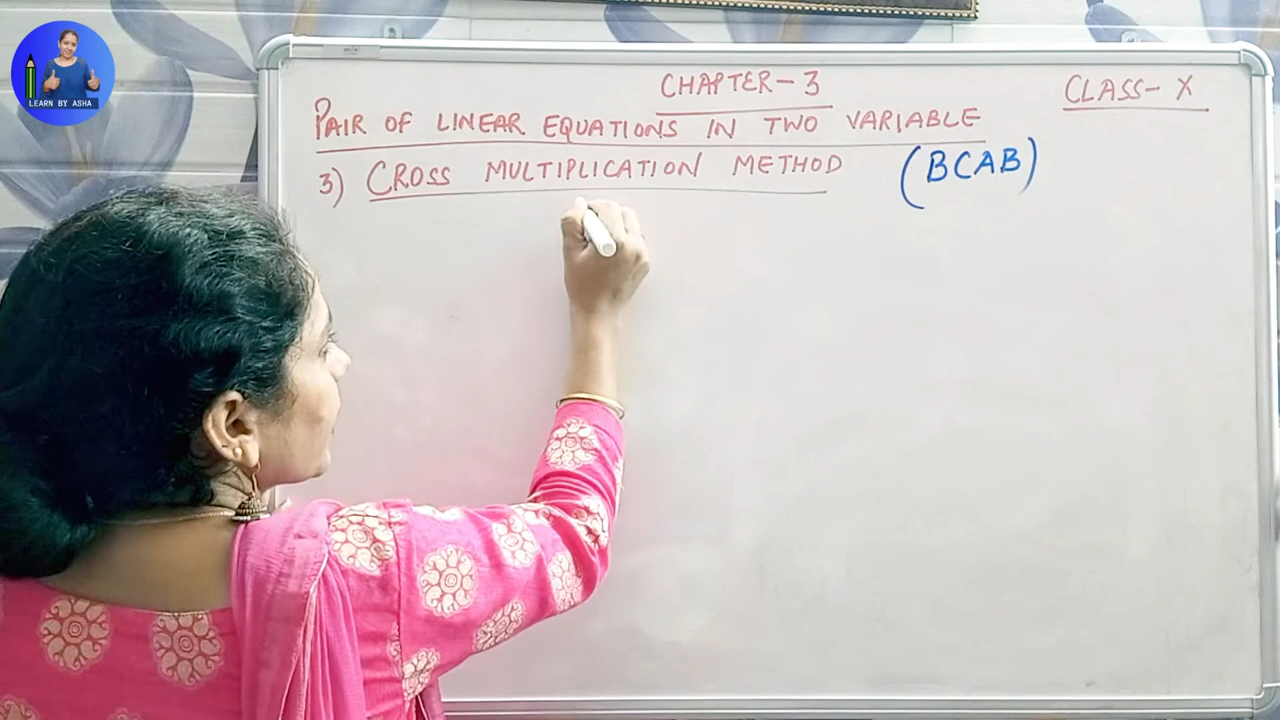 LEARN BY ASHA
CHAPTER-3
CLASS-X
PAIR OF LINEAR EQUATIONS IN TWO VARIABLE
3) CROSS MULTIPLICATION METHOD (BCAB)